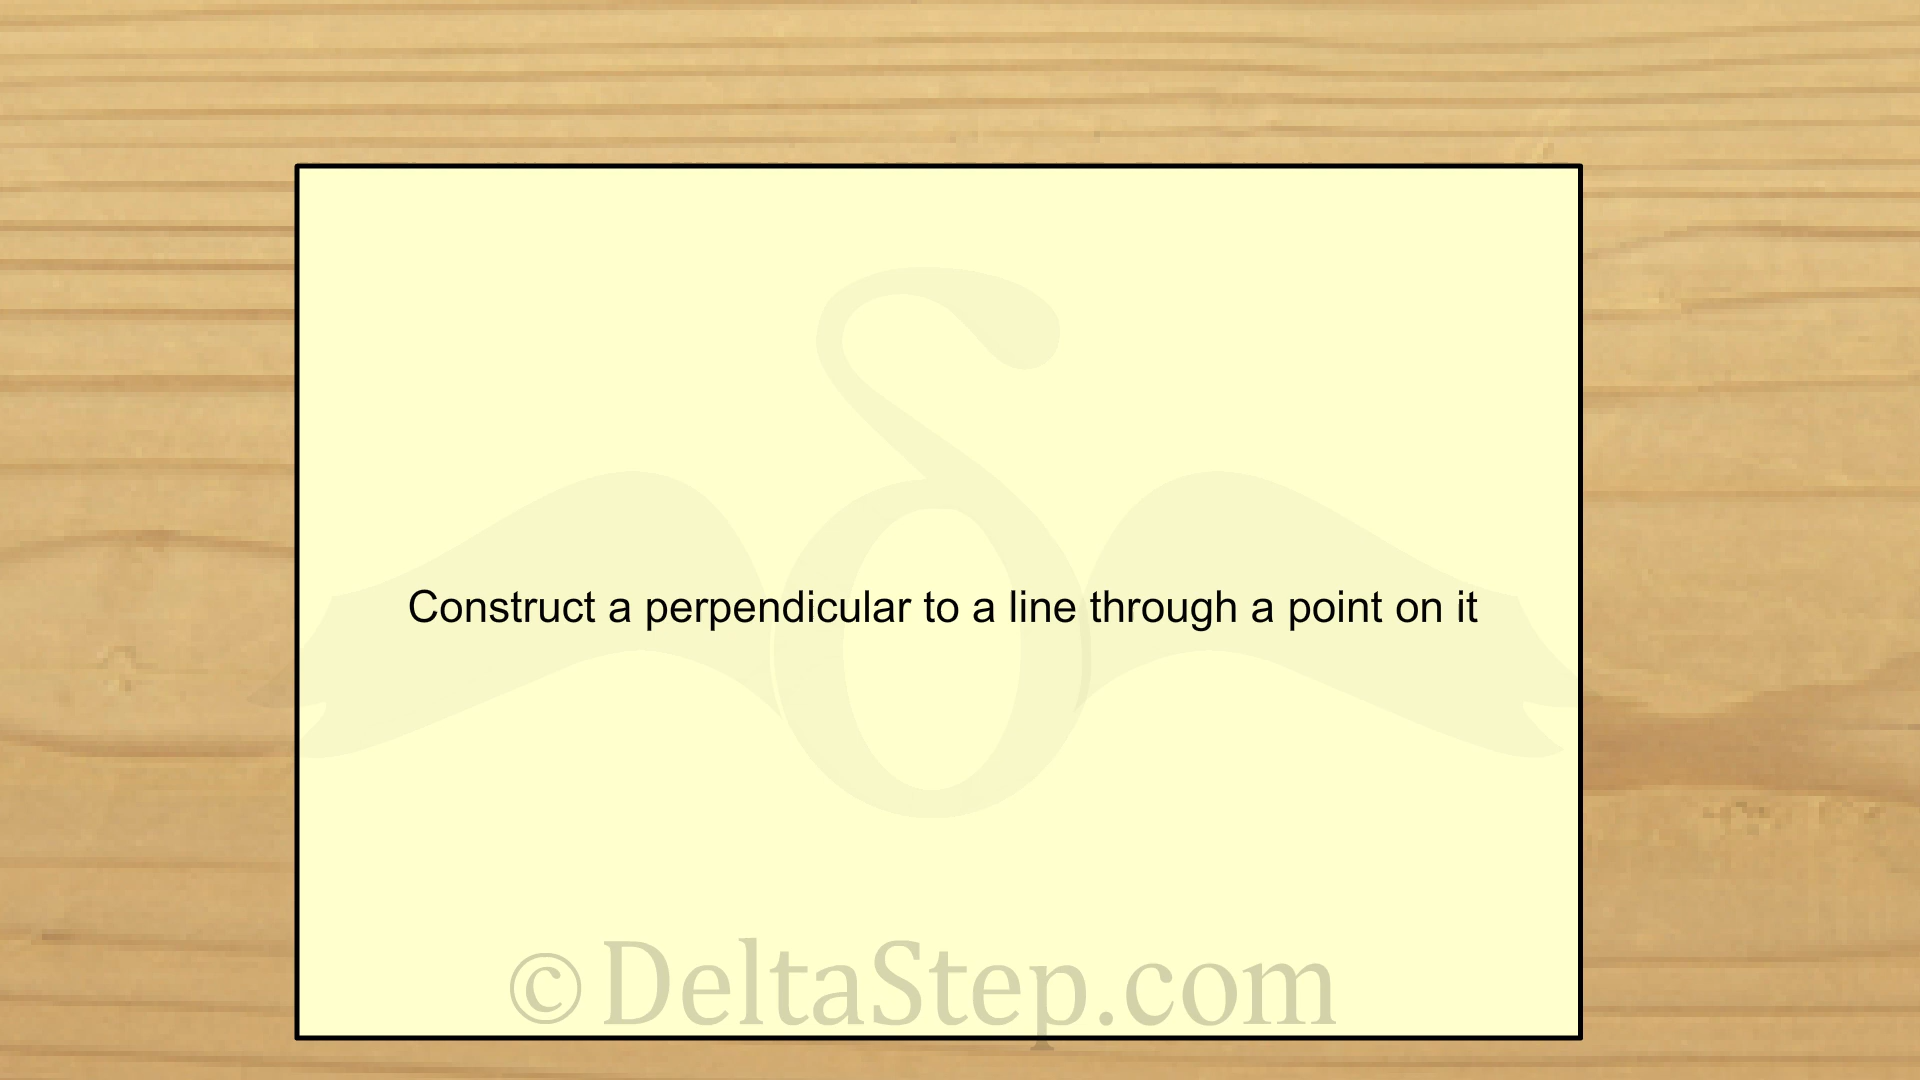 Construct a perpendicular to a line through a point on it
©DeltaStep.com